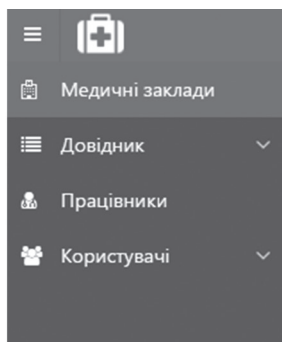 Медичні заклади
Довідник
Працівники
Користувачі